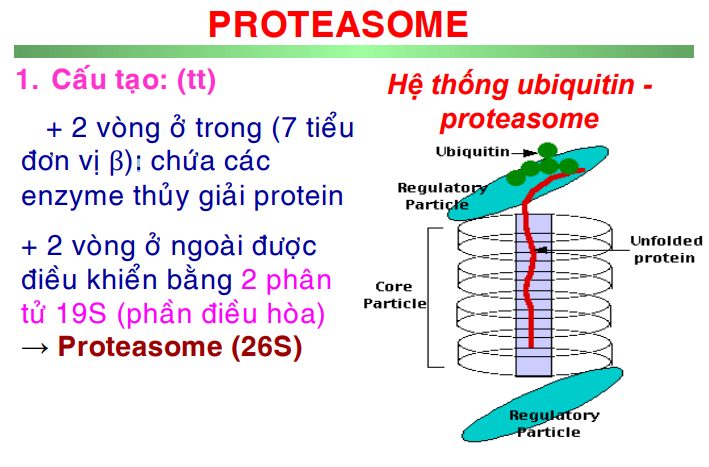 PROTEASOME
1. Cấu tạo: (tt)
+ 2 vòng ở trong (7 tiểu
đơn vị β): chứa các
enzyme thủy giải protein
+ 2 vòng ở ngoài được
điều khiển bằng 2 phân
tử 19S (phần điều hòa)
→ Proteasome (26S)
Hệ thống ubiquitin -
proteasome
Ubiquitin
Regulatory
Particle
Unfolded
protein
Core
Particle
Regulatory
Particle